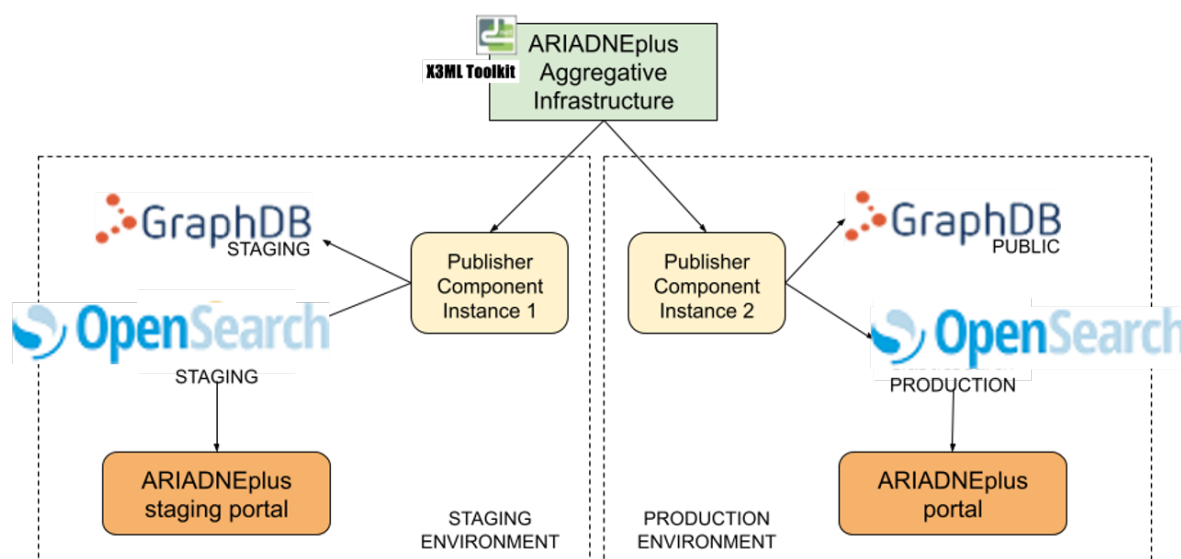 ARIADNEplus
Aggregative
Infrastructure
X3ML Toolkit
GraphDB
STAGING
Publisher
Component
Instance 1
OpenSearch
STAGING
ARIADNEplus
staging portal
STAGING
ENVIRONMENT
GraphDB
PUBLIC
Publisher
Component
Instance 2
OpenSearch
PRODUCTION
ARIADNEplus
portal
PRODUCTION
ENVIRONMENT